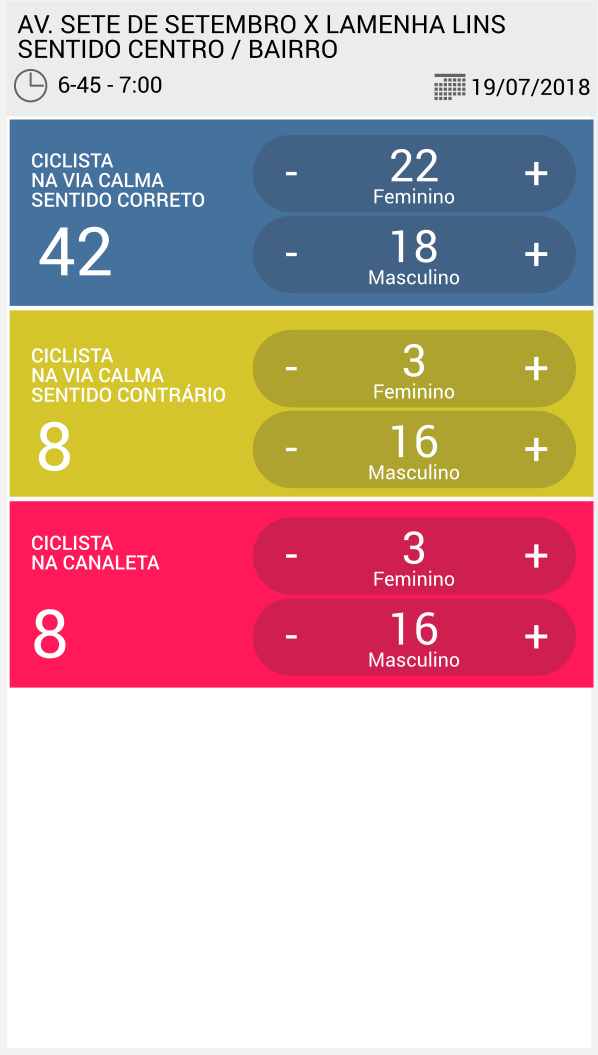 AV. SETE DE SETEMBRO X LAMENHA LINS
SENTIDO CENTRO / BAIRRO
6-45 - 7:00
19/07/2018
CICLISTA
NA VIA CALMA
SENTIDO CORRETO
42
- 22 +
Feminino
- 18 +
Masculino
CICLISTA
NA VIA CALMA
SENTIDO CONTRÁRIO
8
- 3 +
Feminino
- 16 +
Masculino
CICLISTA
NA CANALETA
8
- 3 +
Feminino
- 16 +
Masculino